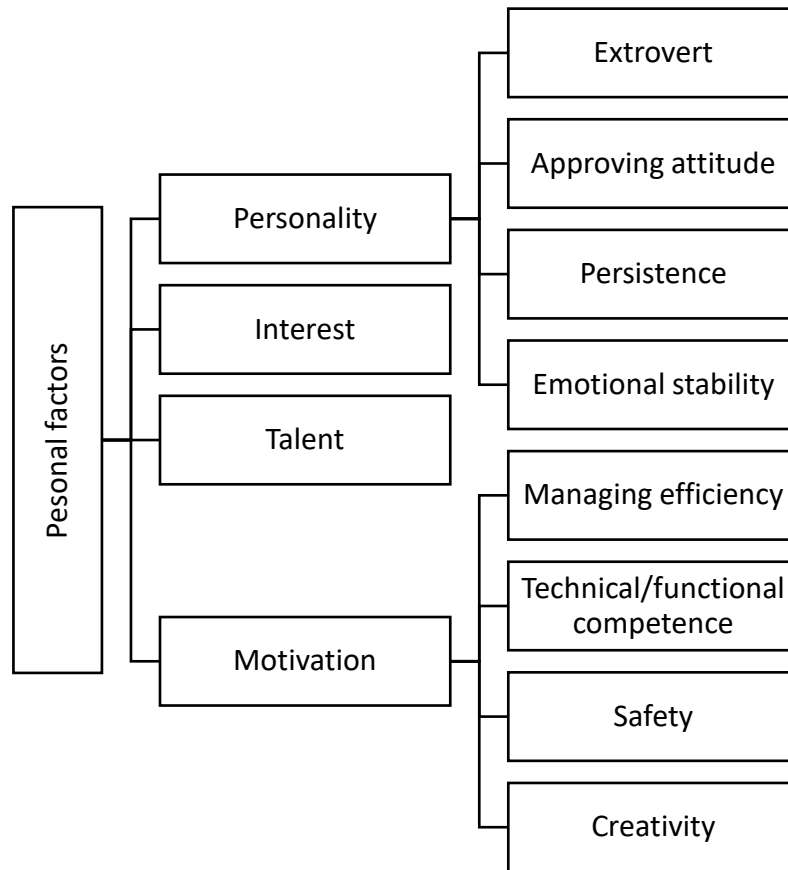 Pesonal factors
Personality
Interest
Talent
Motivation
Extrovert
Approving attitude
Persistence
Emotional stability
Managing efficiency
Technical/functional
competence
Safety
Creativity